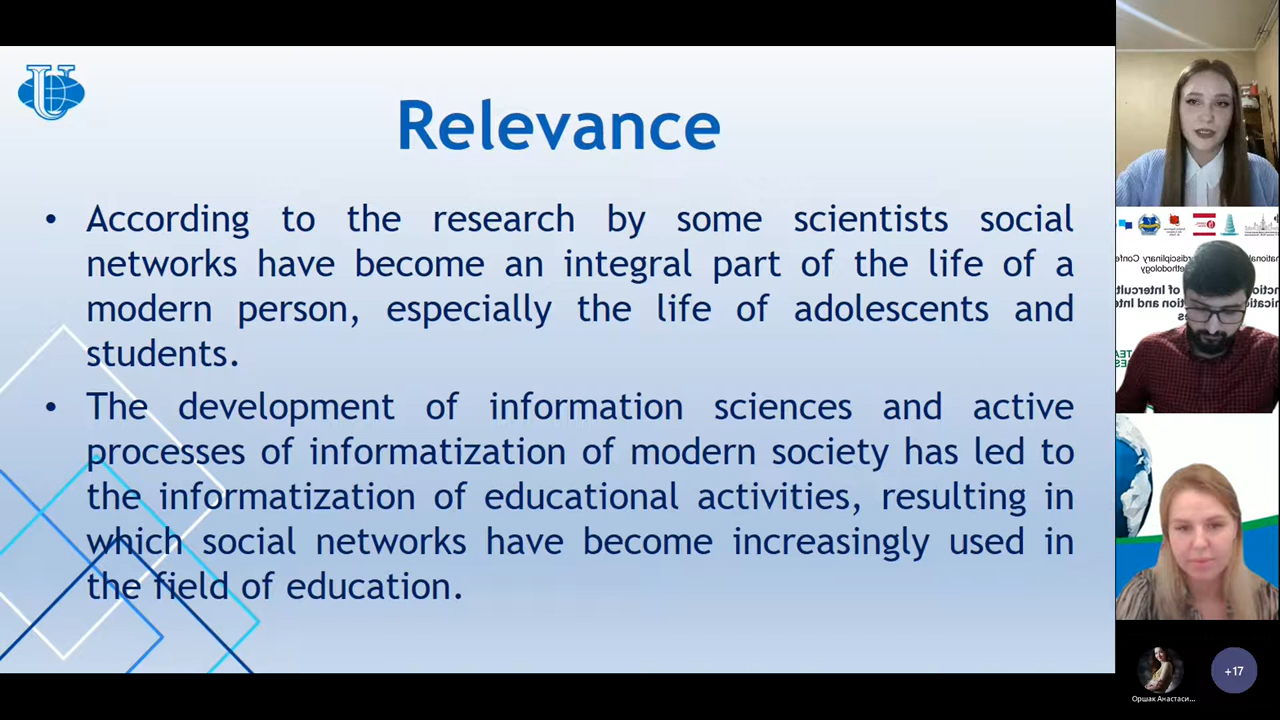 Relevance
• According to the research by some scientists social
networks have become an integral part of the life of a
modern person, especially the life of adolescents and
students.
• The development of information sciences and active
processes of informatization of modern society has led to
the informatization of educational activities, resulting in
which social networks have become increasingly used in
the field of education.
+17
Оршак Анастаси...